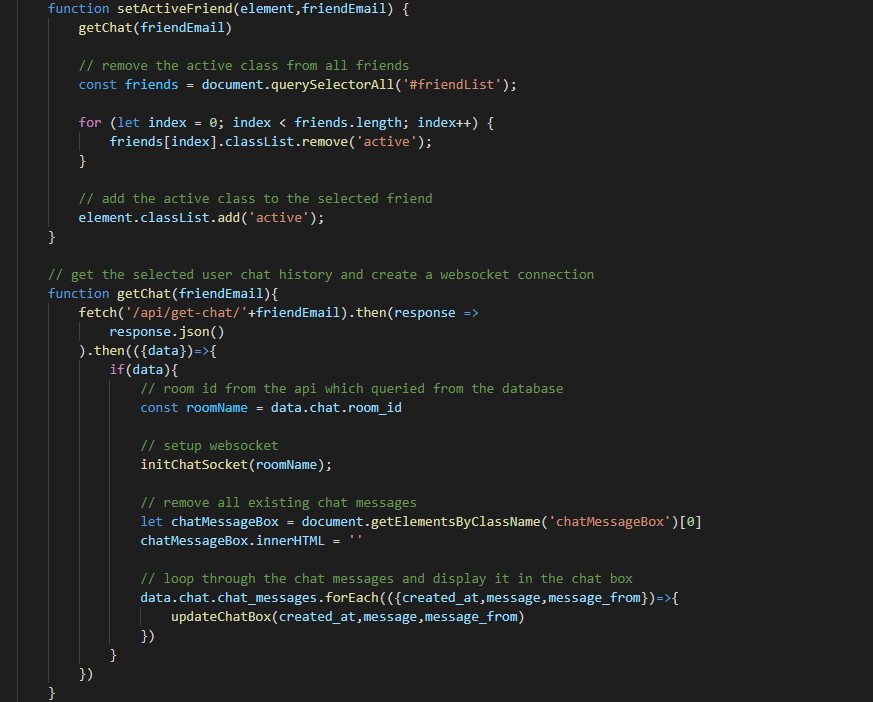 function setActiveFriend(element,friendEmail) {
getChat(friendEmail)
// remove the active class from all friends
const friends = document.querySelectorAll('#friendList');
for (let index = 0; index < friends.length; index++) {
friends[index].classList.remove('active');
}
// add the active class to the selected friend
element.classList.add('active');
}
// get the selected user chat history and create a websocket connection
function getChat(friendEmail){
fetch('/api/get-chat/'+friendEmail).then(response =>
response.json()
).then(({data})=>{
if(data){
// room id from the api which queried from the database
const roomName = data.chat.room_id
// setup websocket
initChatSocket(roomName);
// remove all existing chat messages
let chatMessageBox = document.getElementsByClassName('chatMessageBox')[0]
chatMessageBox.innerHTML = ''
// loop through the chat messages and display it in the chat box
data.chat.chat_messages.forEach(({created_at,message,message_from})=>{
updateChatBox(created_at,message,message_from)
})
}
})
}